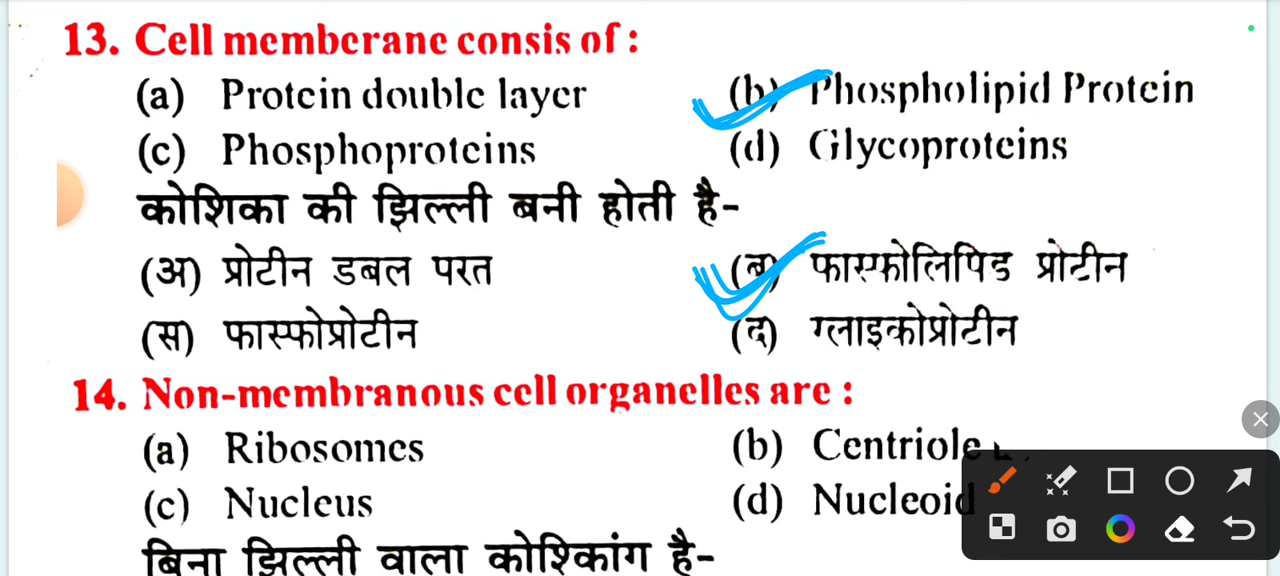 13. Cell memberane consis of :
(a) Protein double layer (b) Phospholipid Protein
(c) Phosphoproteins (d) Glycoproteins
कोशिका की झिल्ली बनी होती है-
(अ) प्रोटीन डबल परत (ब) फास्फोलिपिड प्रोटीन
(स) फास्फोप्रोटीन (द) ग्लाइकोप्रोटीन
14. Non-membranous cell organelles are :
(a) Ribosomes (b) Centriole
(c) Nucleus (d) Nucleoid
बिना झिल्ली वाला कोश्किांग है-